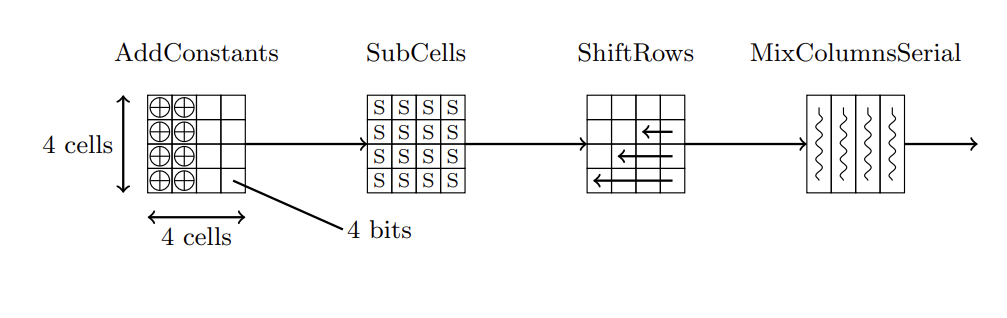 AddConstants SubCells ShiftRows MixColumnsSerial
S S S S
4 cells S S S S
S S S S
S S S S
4 cells 4 bits